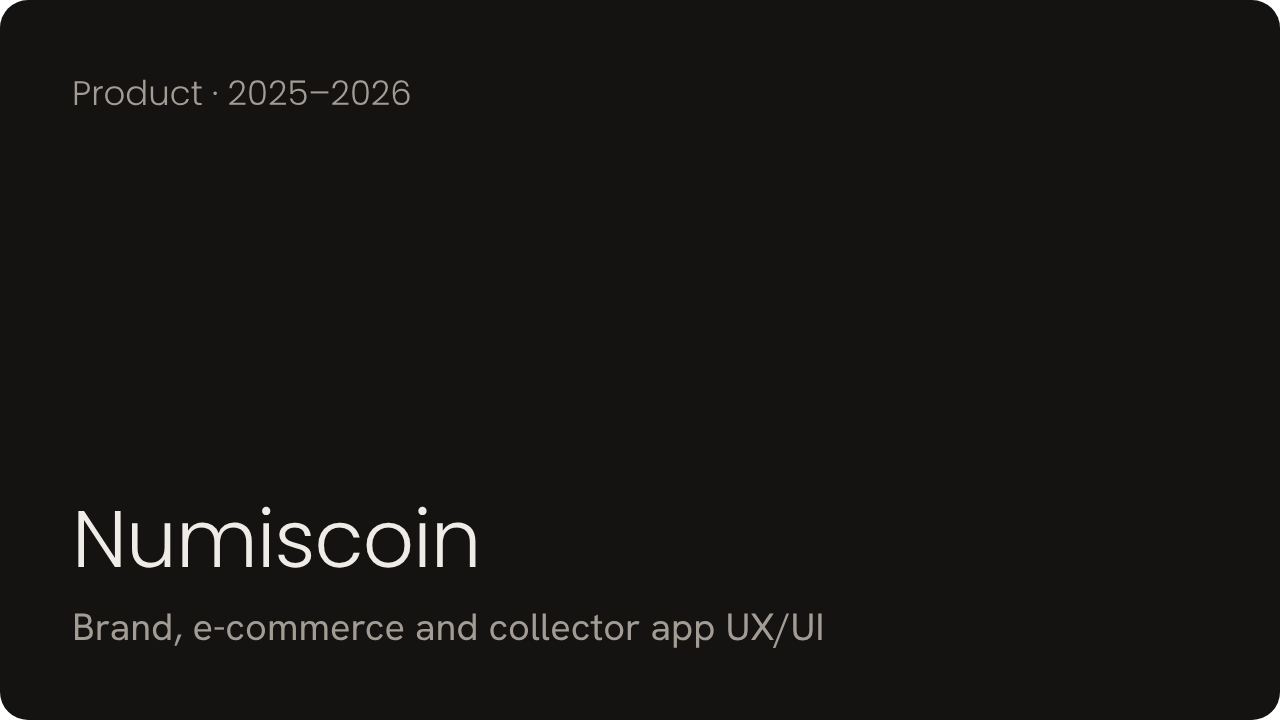 Product · 2025–2026
Numiscoin
Brand, e-commerce and collector app UX/UI